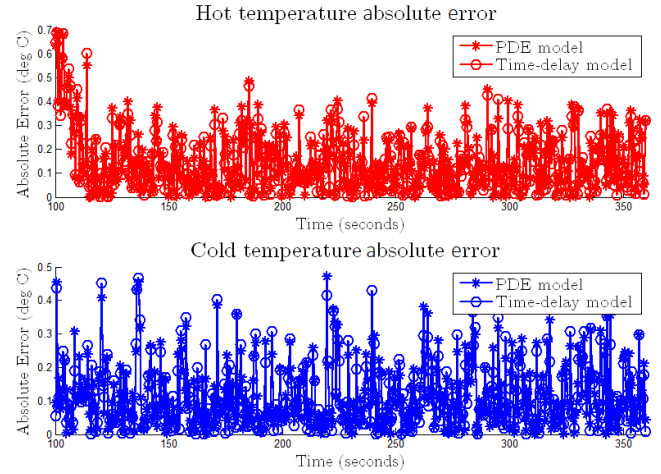 Hot temperature absolute error
Absolute Error (deg C)
0.7
0.6
0.5
0.4
0.3
0.2
0.1
0
PDE model
Time-delay model
100 150 200 250 300 350
Time (seconds)
Cold temperature absolute error
Absolute Error (deg C)
0.5
0.4
0.3
0.2
0.1
0
PDE model
Time-delay model
100 150 200 250 300 350
Time (seconds)